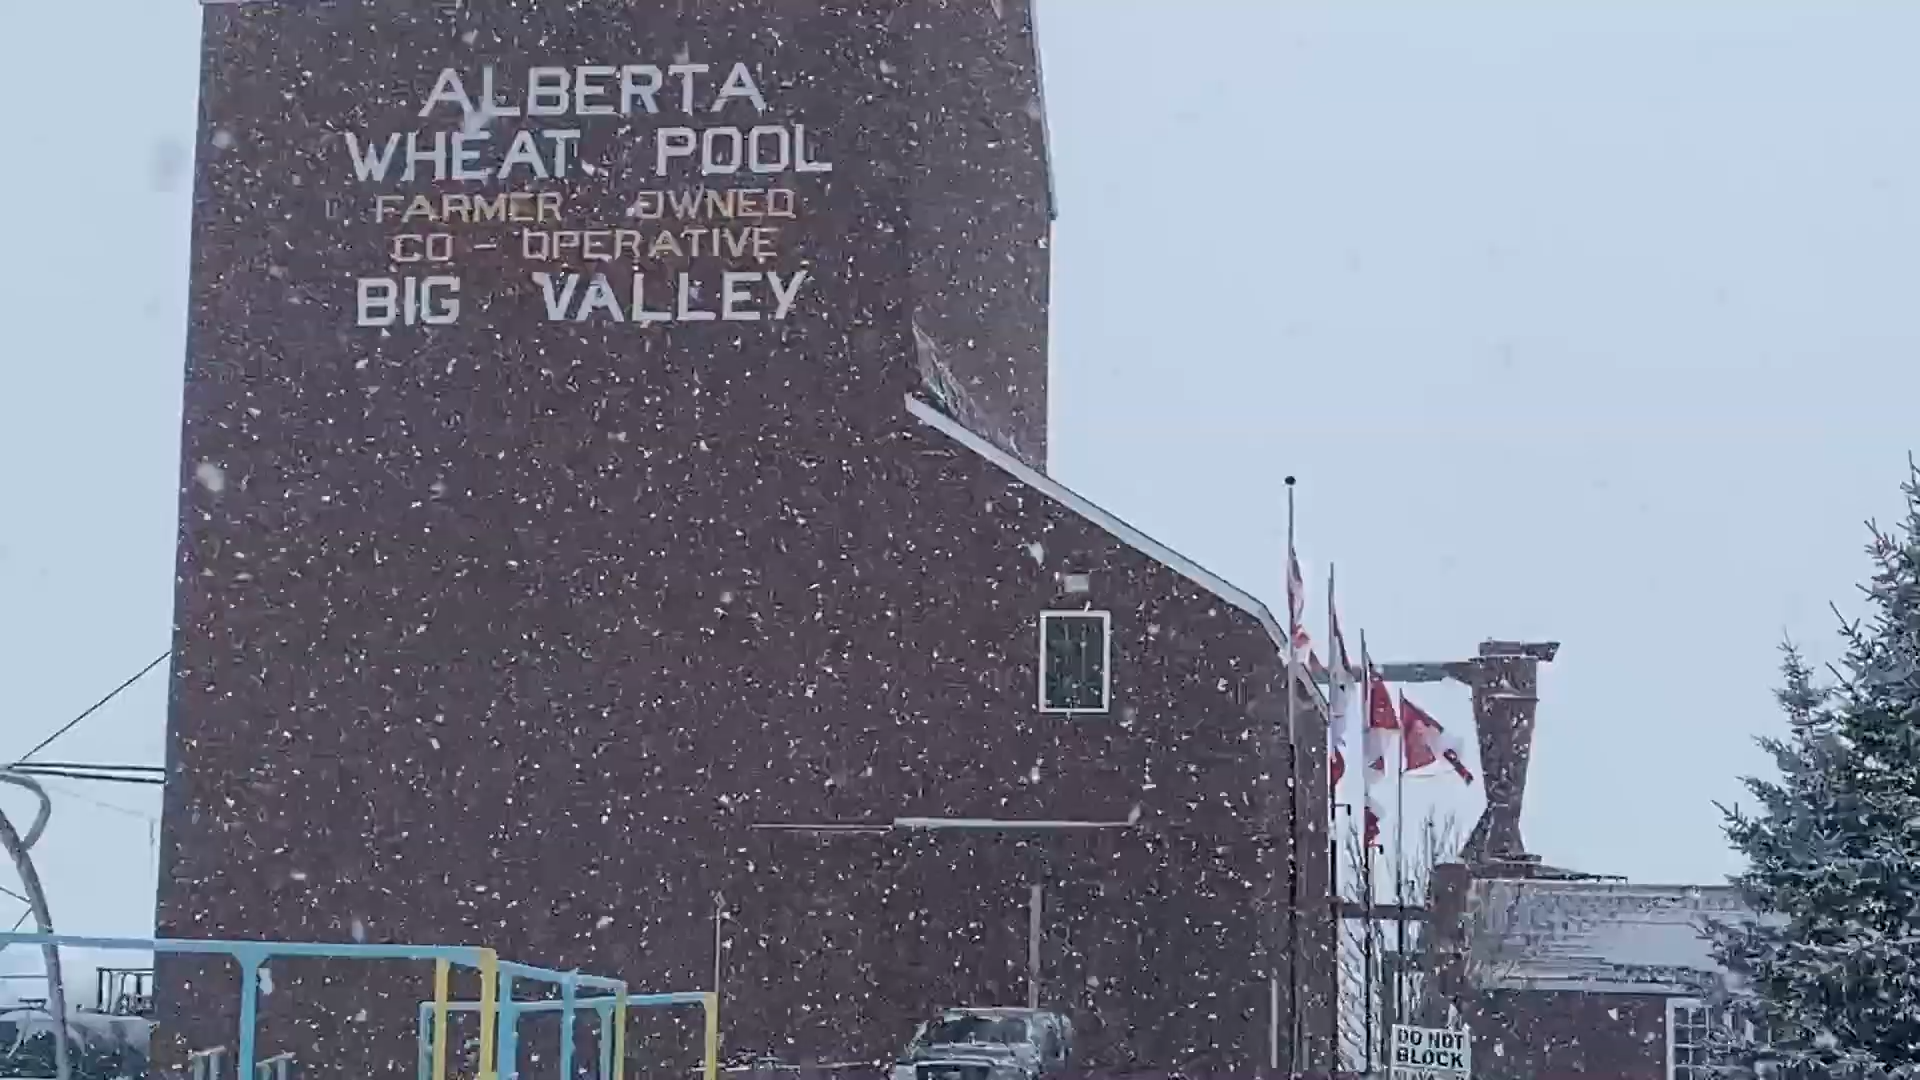 ALBERTA
WHEAT POOL
FARMER OWNED
CO - OPERATIVE
BIG VALLEY
DO NOT
BLOCK